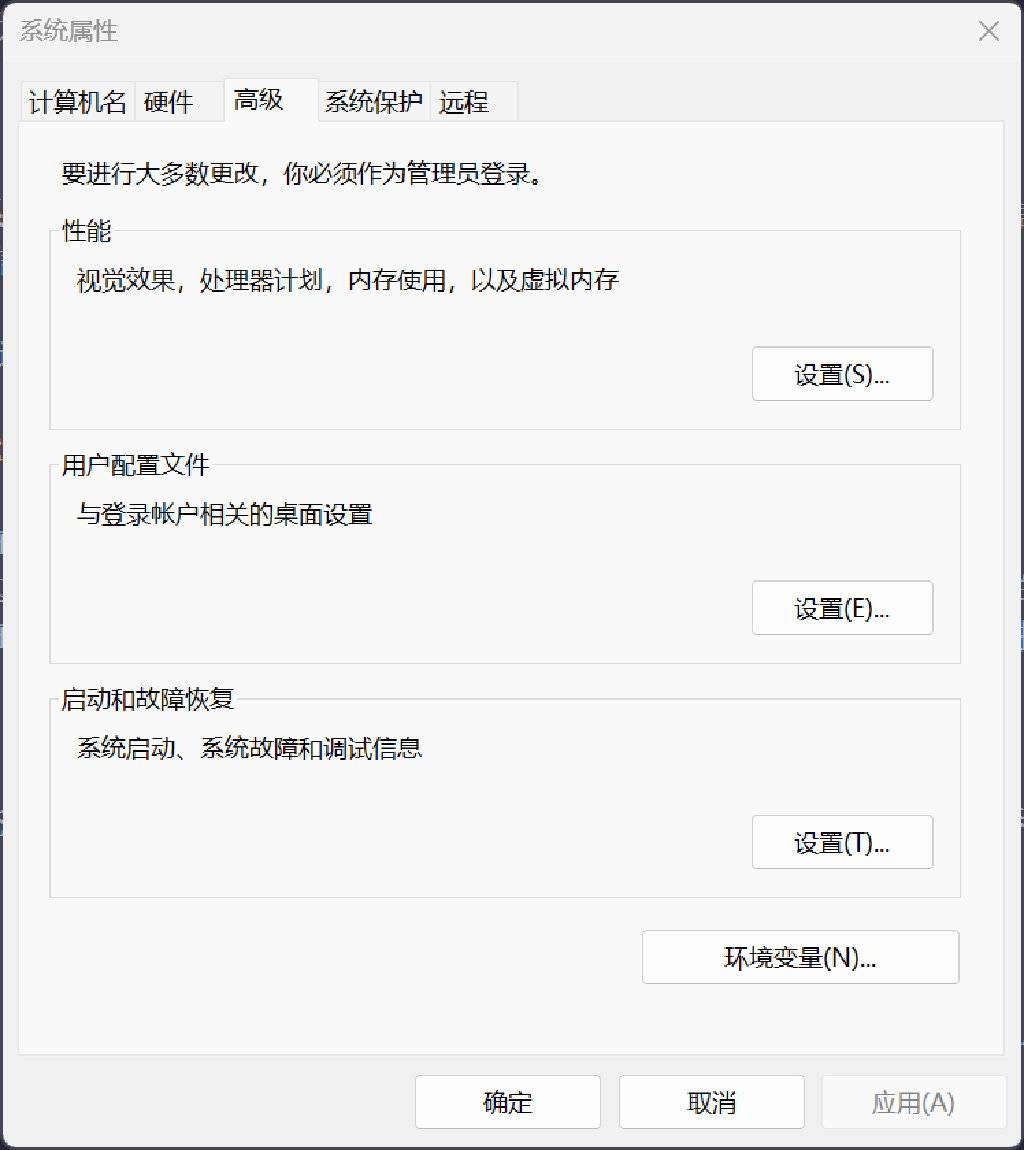 系统属性
计算机名 硬件 高级 系统保护 远程
要进行大多数更改，你必须作为管理员登录。
性能
视觉效果，处理器计划，内存使用，以及虚拟内存
设置(S)...
用户配置文件
与登录帐户相关的桌面设置
设置(E)...
启动和故障恢复
系统启动、系统故障和调试信息
设置(T)...
环境变量(N)...
确定 取消 应用(A)